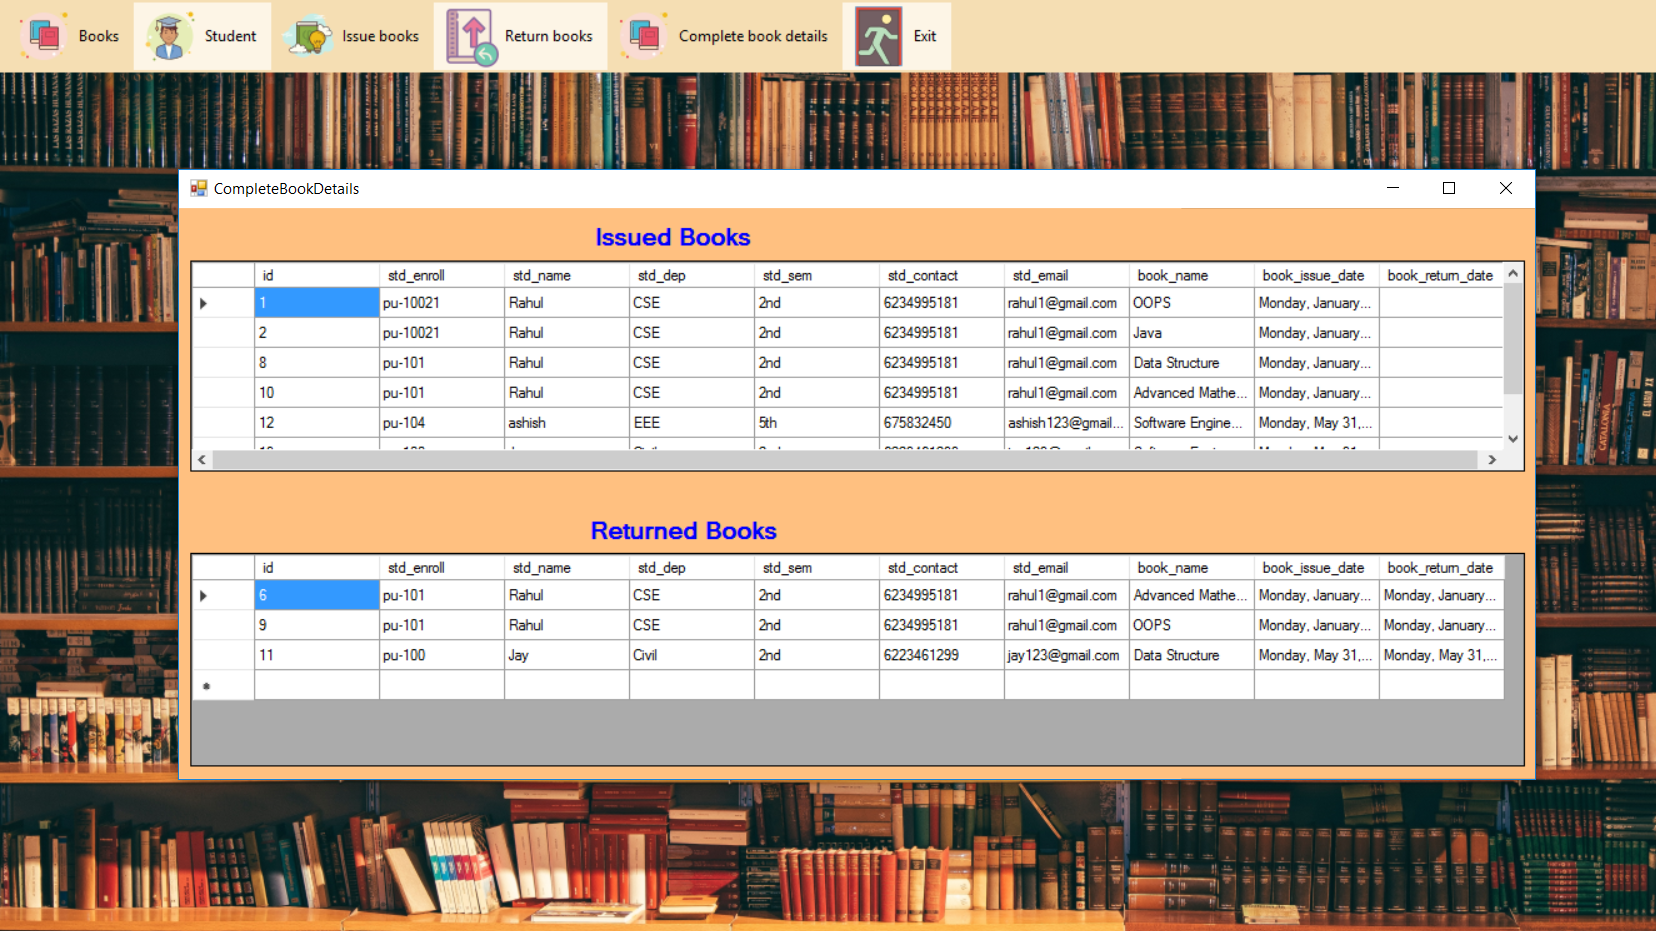 Books Student Issue books Return books Complete book details Exit
CompleteBookDetails
Issued Books
id std_enroll std_name std_dep std_sem std_contact std_email book_name book_issue_date book_return_date
1 pu-10021 Rahul CSE 2nd 6234995181 rahul1@gmail.com OOPS Monday, January...
2 pu-10021 Rahul CSE 2nd 6234995181 rahul1@gmail.com Java Monday, January...
8 pu-101 Rahul CSE 2nd 6234995181 rahul1@gmail.com Data Structure Monday, January...
10 pu-101 Rahul CSE 2nd 6234995181 rahul1@gmail.com Advanced Mathe... Monday, January...
12 pu-104 ashish EEE 5th 675832450 ashish123@gmail... Software Engine... Monday, May 31,...
Returned Books
id std_enroll std_name std_dep std_sem std_contact std_email book_name book_issue_date book_return_date
6 pu-101 Rahul CSE 2nd 6234995181 rahul1@gmail.com Advanced Mathe... Monday, January... Monday, January...
9 pu-101 Rahul CSE 2nd 6234995181 rahul1@gmail.com OOPS Monday, January... Monday, January...
11 pu-100 Jay Civil 2nd 6223461299 jay123@gmail.com Data Structure Monday, May 31,... Monday, May 31,...